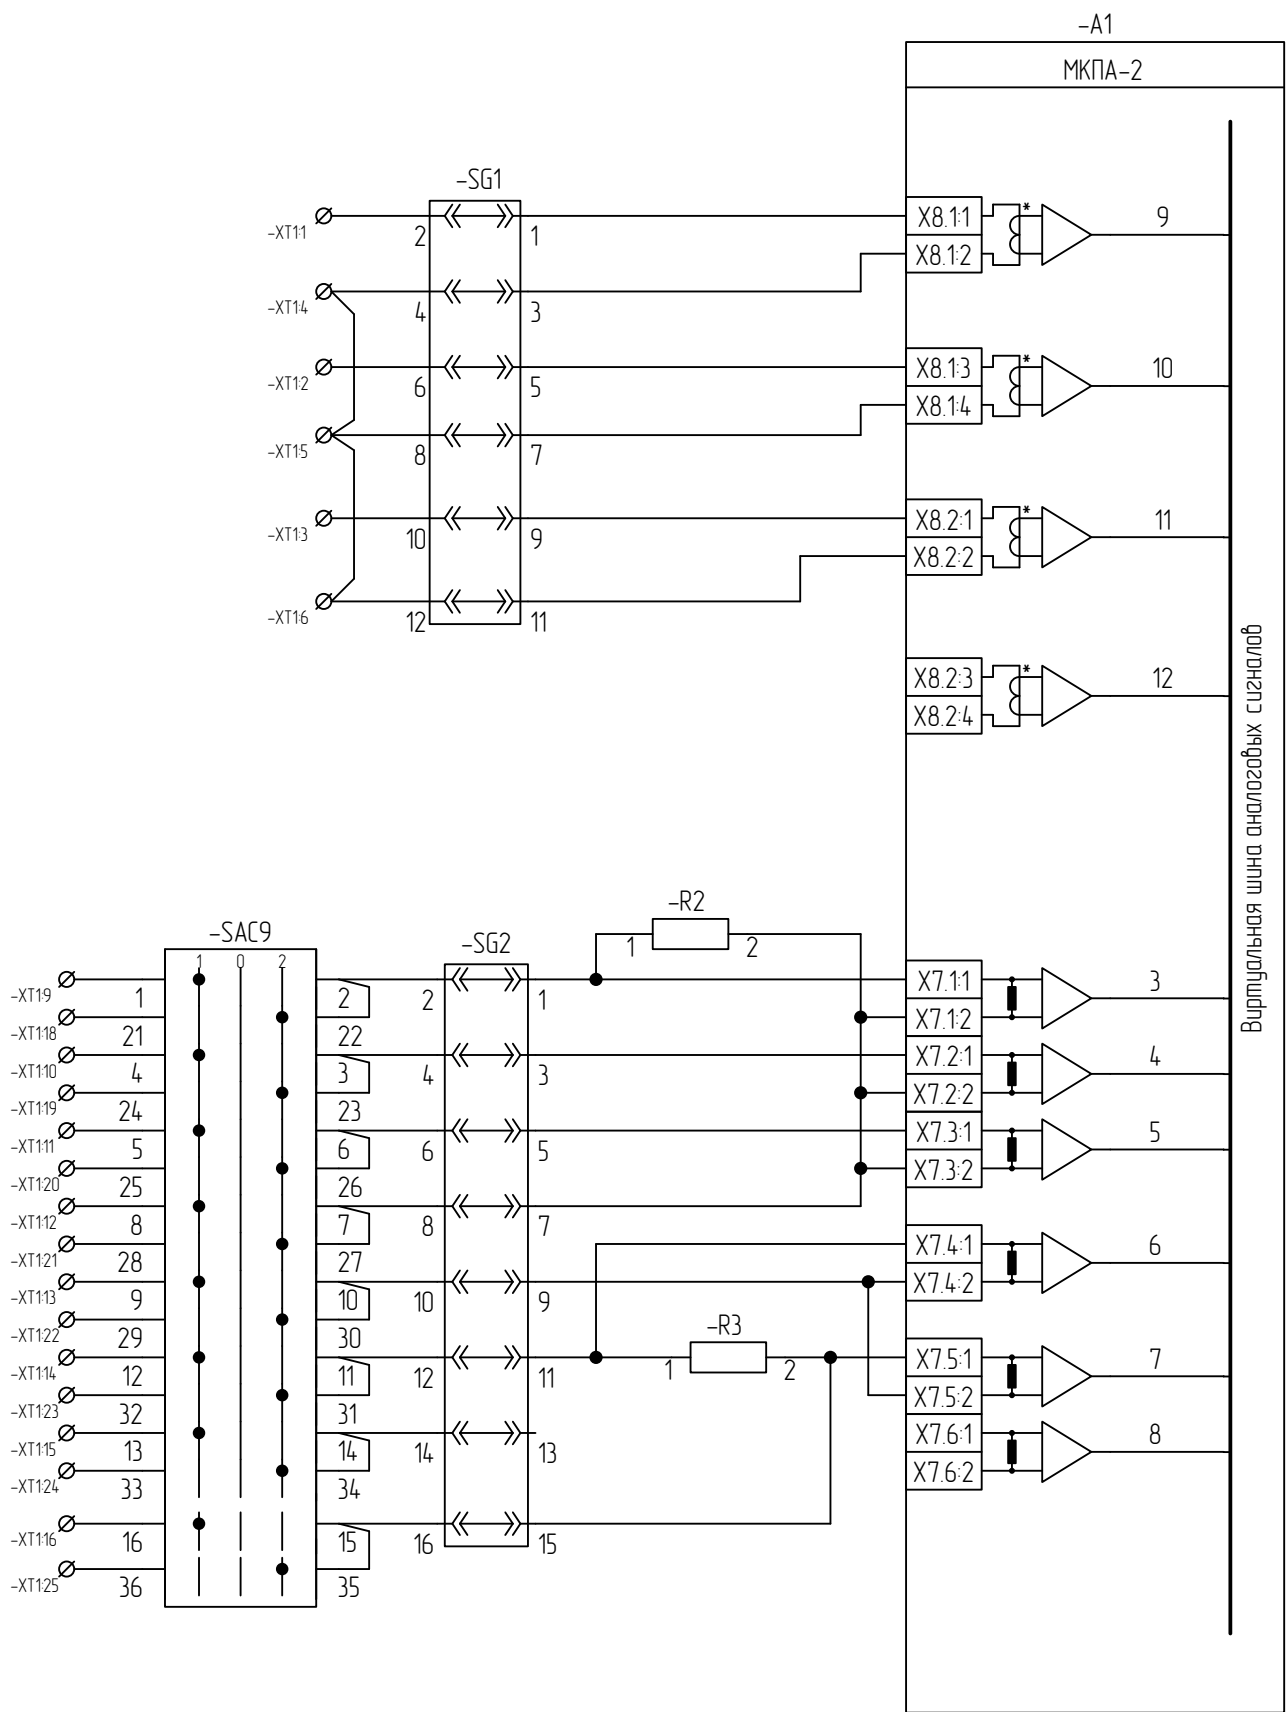 -A1
МКПА-2
-SG1
-XT1:1
2
1
X8.1:1
9
X8.1:2
-XT1:4
4
3
-XT1:2
6
5
X8.1:3
10
X8.1:4
-XT1:5
8
7
-XT1:3
10
9
X8.2:1
11
X8.2:2
-XT1:6
12
11
X8.2:3
12
X8.2:4
Виртуальная шина аналоговых сигналов
-R2
1
2
-SAC9
1 0 2
-SG2
-XT1:9
1
2
2
1
X7.1:1
3
-XT1:18
21
22
X7.1:2
-XT1:10
4
3
4
3
X7.2:1
4
-XT1:19
24
23
X7.2:2
-XT1:11
5
6
6
5
X7.3:1
5
-XT1:20
25
26
X7.3:2
-XT1:12
8
7
8
7
-XT1:21
28
27
X7.4:1
6
-XT1:13
9
10
10
9
X7.4:2
-XT1:22
29
30
-R3
1
2
-XT1:14
12
11
12
11
X7.5:1
7
-XT1:23
32
31
X7.5:2
-XT1:15
13
14
14
13
X7.6:1
8
-XT1:24
33
34
X7.6:2
-XT1:16
16
15
16
15
-XT1:25
36
35